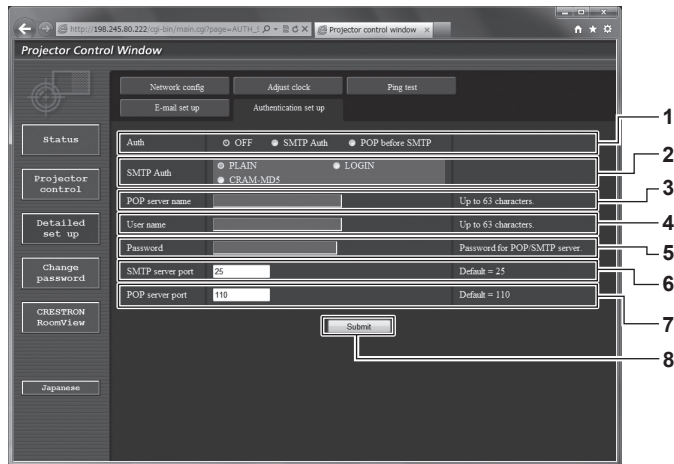 http://198.245.80.222/cgi-bin/main.cgi?page=AUTH_
Projector control window
Projector Control Window
Network config Adjust clock Ping test
E-mail set up Authentication set up
Status
Projector control
Detailed set up
Change password
CRESTRON RoomView
Japanese
Auth OFF SMTP Auth POP before SMTP
1
SMTP Auth PLAIN LOGIN
CRAM-MD5
2
POP server name Up to 63 characters.
3
User name Up to 63 characters.
4
Password Password for POP/SMTP server.
5
SMTP server port 25 Default = 25
6
POP server port 110 Default = 110
7
Submit
8